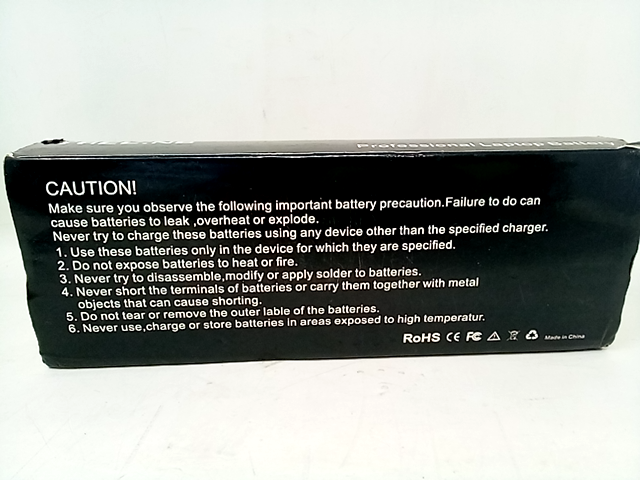 Professional Laptop Battery
CAUTION!
Make sure you observe the following important battery precaution.Failure to do can
cause batteries to leak ,overheat or explode.
Never try to charge these batteries using any device other than the specified charger.
1. Use these batteries only in the device for which they are specified.
2. Do not expose batteries to heat or fire.
3. Never try to disassemble,modify or apply solder to batteries.
4. Never short the terminals of batteries or carry them together with metal
objects that can cause shorting.
5. Do not tear or remove the outer lable of the batteries.
6. Never use,charge or store batteries in areas exposed to high temperatur.
RoHS CE FC Made in China